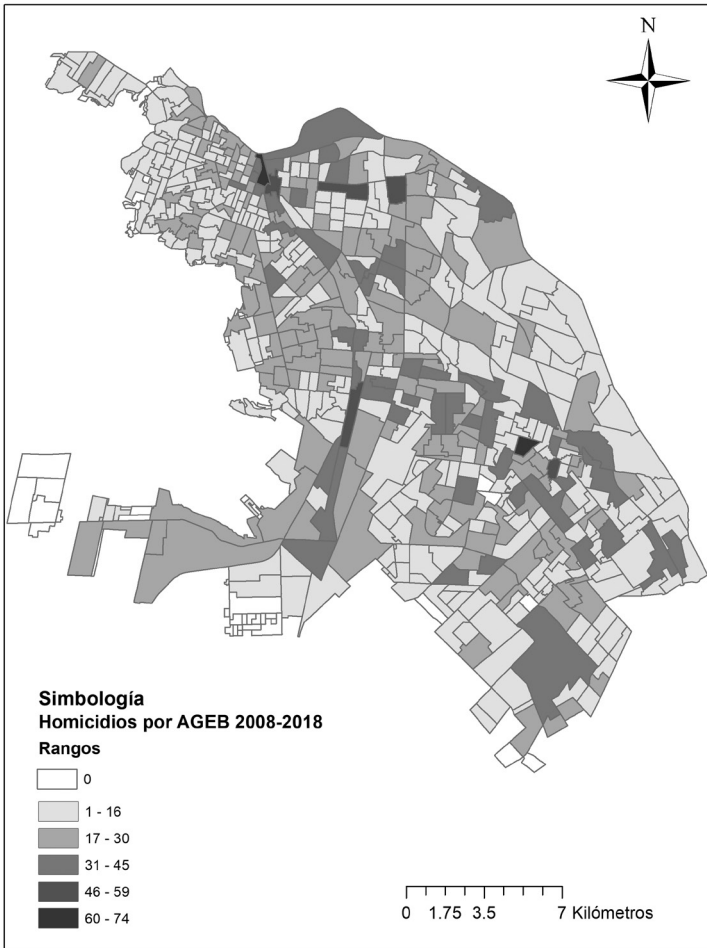 N
Simbología
Homicidios por AGEB 2008-2018
Rangos
0
1 - 16
17 - 30
31 - 45
46 - 59
60 - 74
0 1.75 3.5 7 Kilómetros